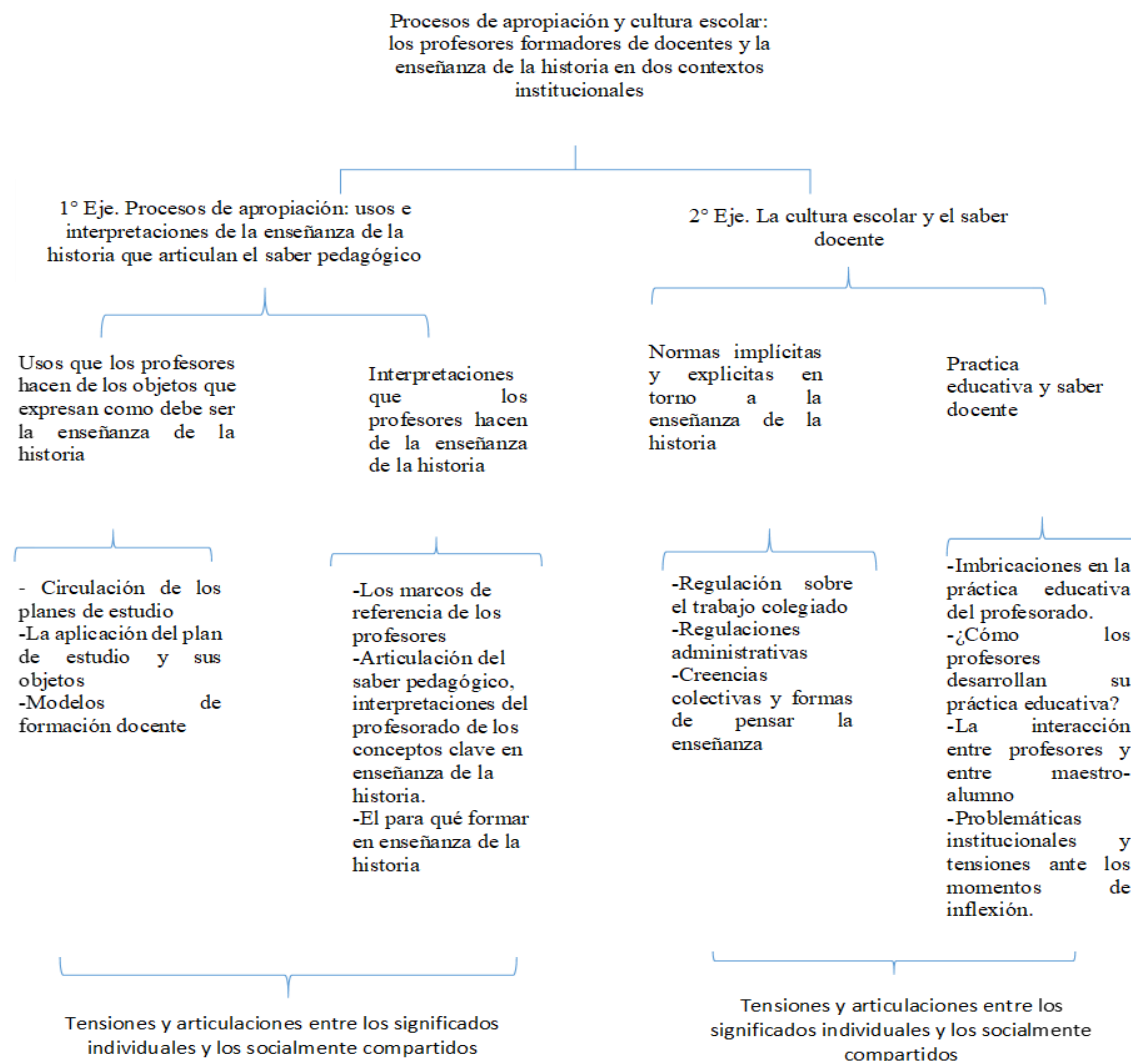 Procesos de apropiación y cultura escolar:
los profesores formadores de docentes y la
enseñanza de la historia en dos contextos
institucionales
1° Eje. Procesos de apropiación: usos e
interpretaciones de la enseñanza de la
historia que articulan el saber pedagógico
2° Eje. La cultura escolar y el saber
docente
Usos que los profesores
hacen de los objetos que
expresan como debe ser
la enseñanza de la
historia
Interpretaciones
que los
profesores hacen
de la enseñanza
de la historia
Normas implícitas
y explicitas en
torno a la
enseñanza de la
historia
Practica
educativa y saber
docente
- Circulación de los
planes de estudio
-La aplicación del plan
de estudio y sus
objetos
-Modelos de
formación docente
-Los marcos de
referencia de los
profesores
-Articulación del
saber pedagógico,
interpretaciones del
profesorado de los
conceptos clave en
enseñanza de la
historia.
-El para qué formar
en enseñanza de la
historia
-Regulación sobre
el trabajo colegiado
-Regulaciones
administrativas
-Creencias
colectivas y formas
de pensar la
enseñanza
-Imbricaciones en la
práctica educativa
del profesorado.
-¿Cómo los
profesores
desarrollan su
práctica educativa?
-La interacción
entre profesores y
entre maestro-
alumno
-Problemáticas
institucionales y
tensiones ante los
momentos de
inflexión.
Tensiones y articulaciones entre los significados
individuales y los socialmente compartidos
Tensiones y articulaciones entre los
significados individuales y los socialmente
compartidos